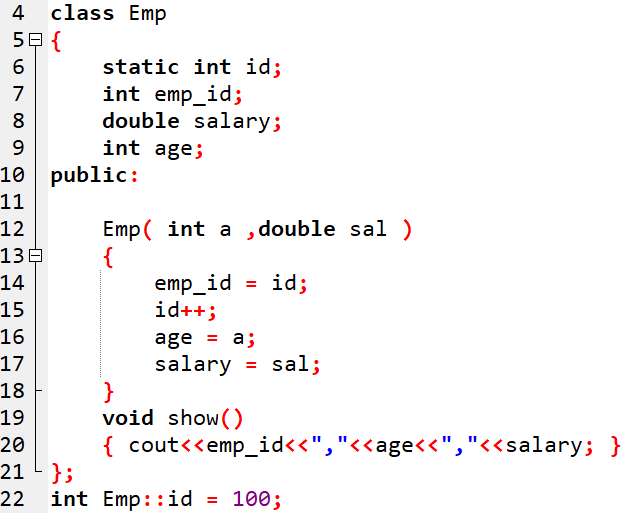 4 class Emp
5 {
6 static int id;
7 int emp_id;
8 double salary;
9 int age;
10 public:
11
12 Emp( int a ,double sal )
13 {
14 emp_id = id;
15 id++;
16 age = a;
17 salary = sal;
18 }
19 void show()
20 { cout<<emp_id<<","<<age<<","<<salary; }
21 };
22 int Emp::id = 100;